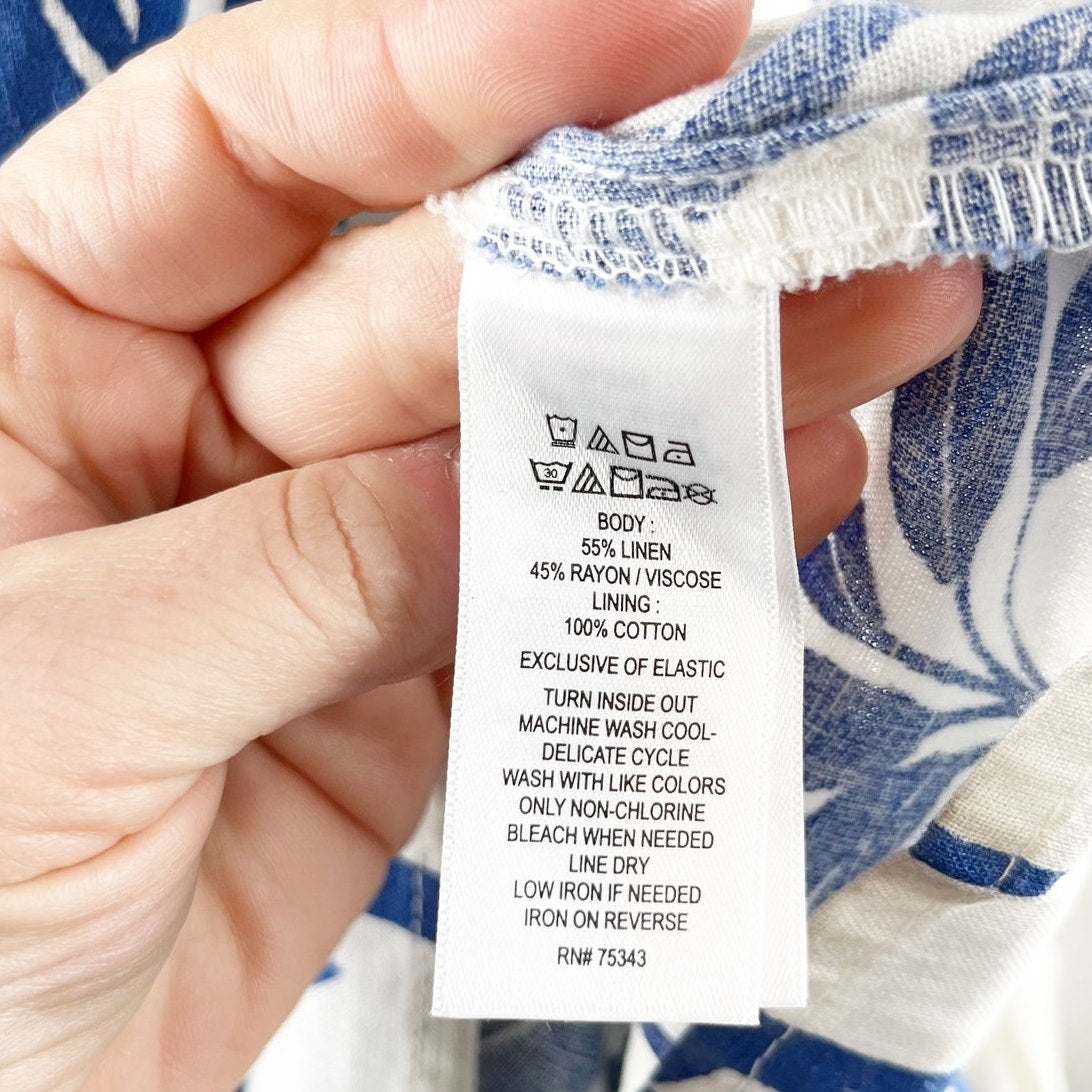 30
BODY :
55% LINEN
45% RAYON / VISCOSE
LINING :
100% COTTON
EXCLUSIVE OF ELASTIC
TURN INSIDE OUT
MACHINE WASH COOL-
DELICATE CYCLE
WASH WITH LIKE COLORS
ONLY NON-CHLORINE
BLEACH WHEN NEEDED
LINE DRY
LOW IRON IF NEEDED
IRON ON REVERSE
RN# 75343